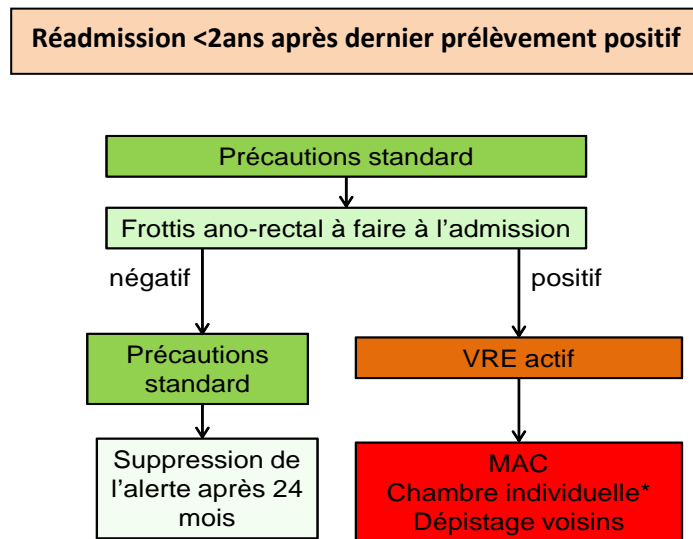 Réadmission <2ans après dernier prélèvement positif
Précautions standard
Frottis ano-rectal à faire à l’admission
négatif
positif
Précautions
standard
VRE actif
Suppression de
l’alerte après 24
mois
MAC
Chambre individuelle*
Dépistage voisins